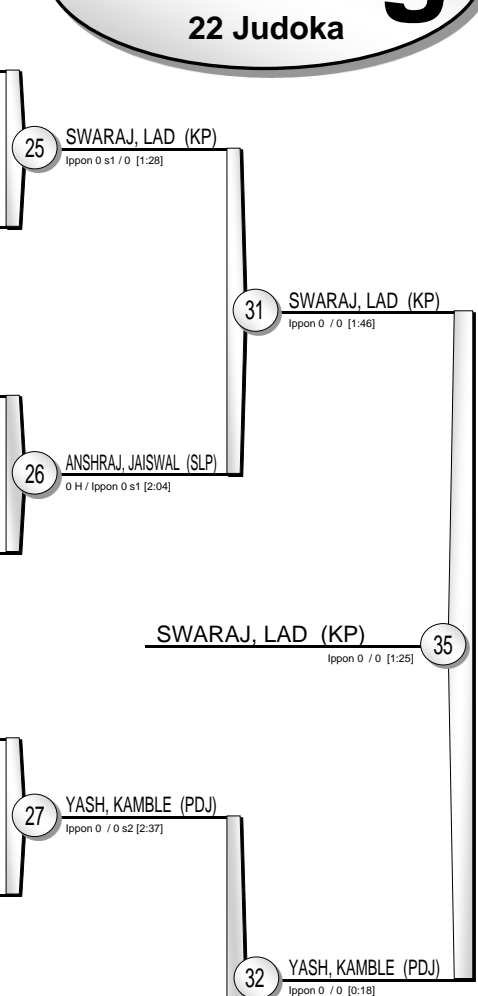 22 Judoka
25
SWARAJ, LAD (KP)
Ippon 0 s1 / 0 [1:28]
31
SWARAJ, LAD (KP)
Ippon 0 / 0 [1:46]
26
ANSHRAJ, JAISWAL (SLP)
0 H / Ippon 0 s1 [2:04]
SWARAJ, LAD (KP)
35
Ippon 0 / 0 [1:25]
27
YASH, KAMBLE (PDJ)
Ippon 0 / 0 s2 [2:37]
32
YASH, KAMBLE (PDJ)
Ippon 0 / 0 [0:18]